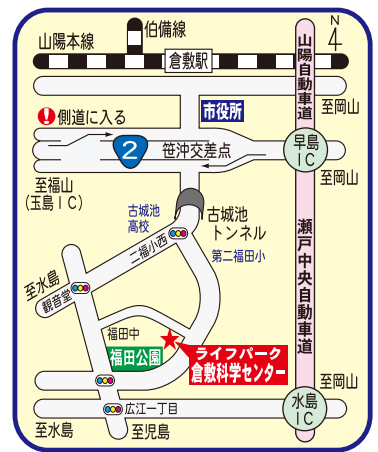 伯備線
N
4
山陽本線
倉敷駅
山陽自動車道
至岡山
市役所
側道に入る
2
笹沖交差点
早島
IC
至福山
(玉島IC)
至岡山
古城池
高校
古城池
トンネル
二福小西
第二福田小
瀬戸中央自動車道
至水島
観音堂
福田中
福田公園
ライフパーク
倉敷科学センター
至岡山
広江一丁目
水島
IC
至水島
至児島